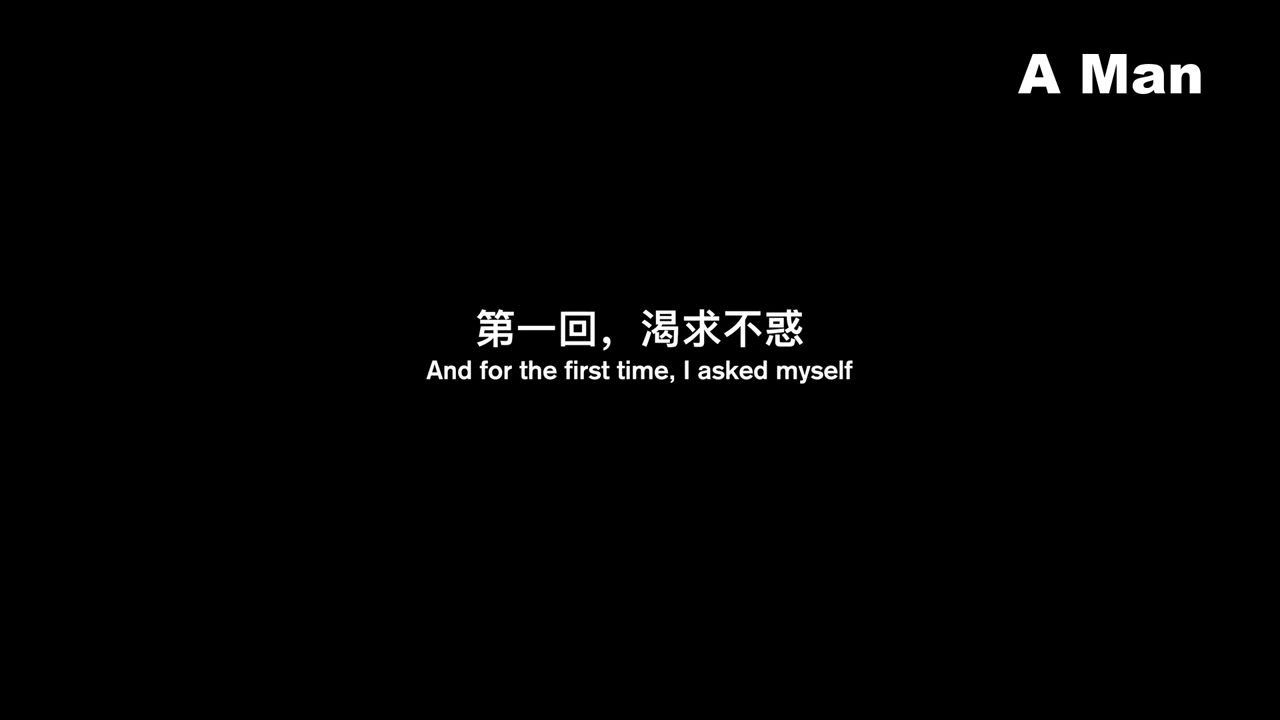 A Man
第一回，渴求不惑
And for the first time, I asked myself